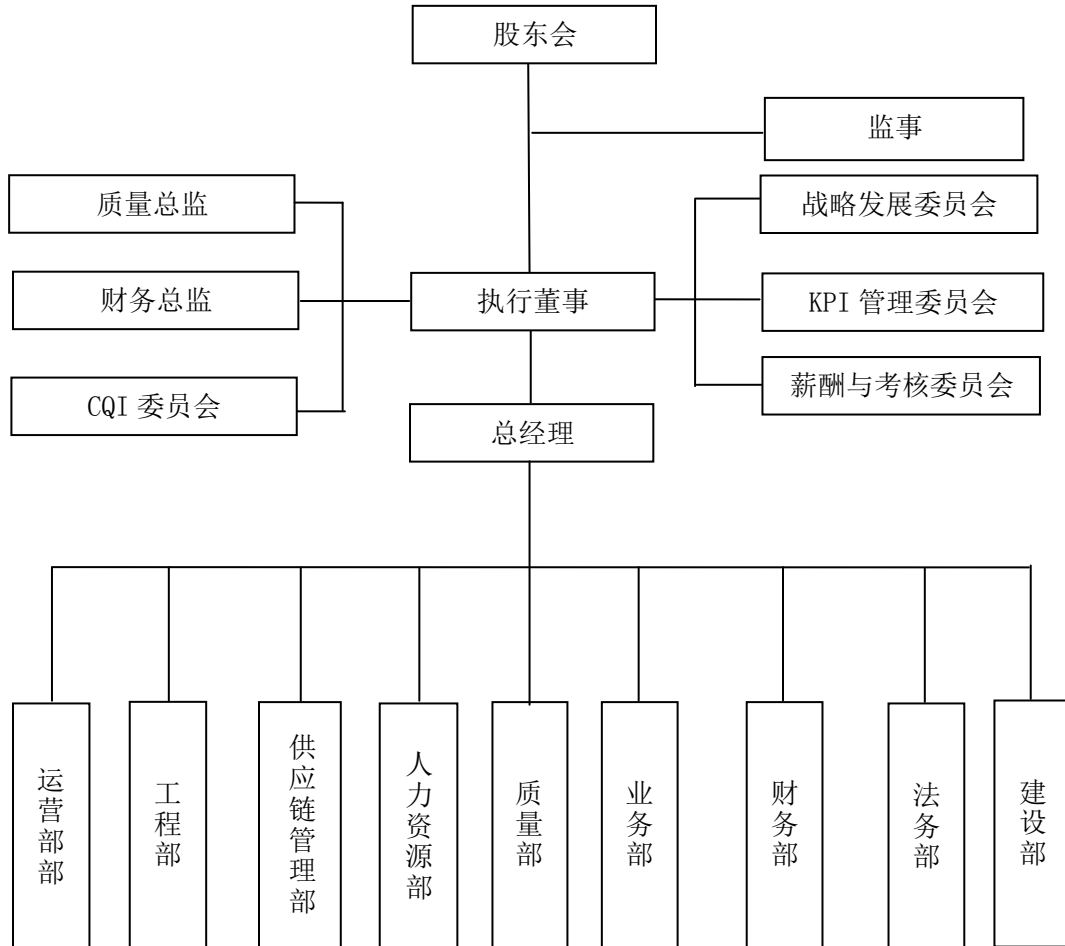 股东会
监事
质量总监
战略发展委员会
财务总监
执行董事
KPI 管理委员会
CQI 委员会
总经理
薪酬与考核委员会
运营部部
工程部
供应链管理部
人力资源部
质量部
业务部
财务部
法务部
建设部